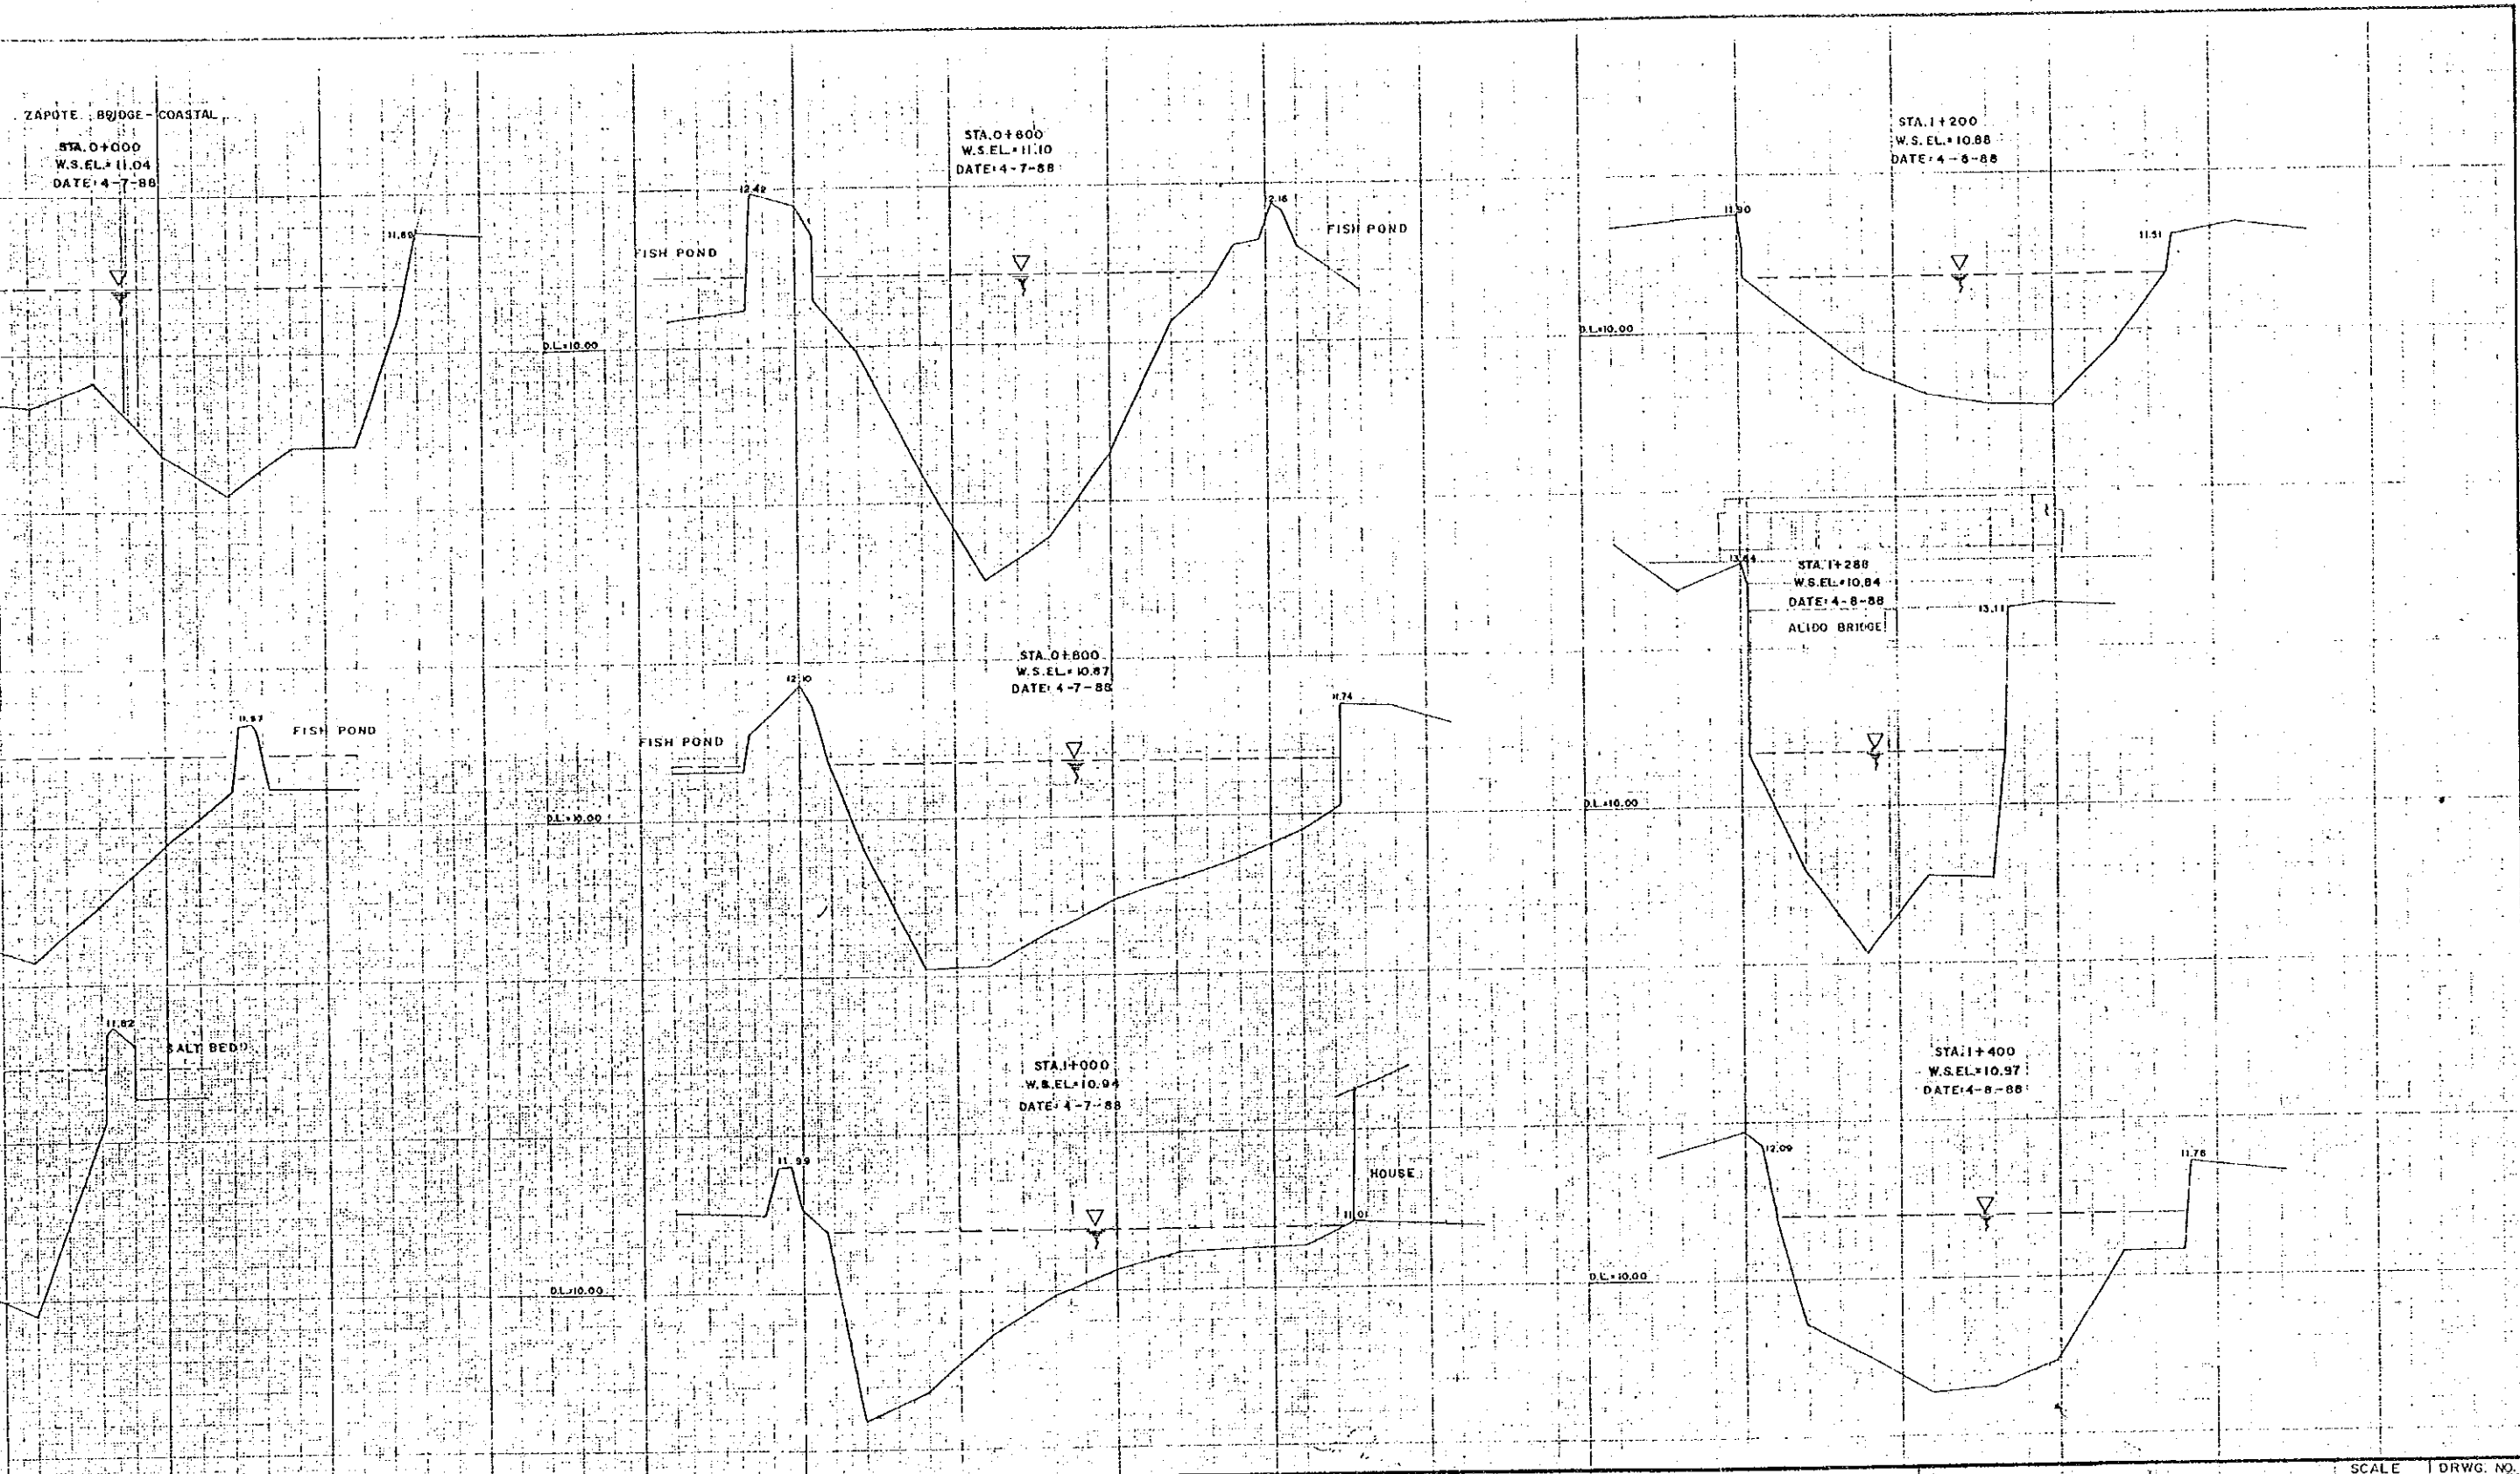 ZAPOTE BRIDGE - COASTAL
STA. 0+000
W.S.EL.= 11.04
DATE: 4-7-88
11.69
FISH POND
11.82
SALT BEDD
STA. 0+600
W.S.EL.= 11.10
DATE: 4-7-88
12.42
FISH POND
12.16
FISH POND
D.L.=10.00
STA. 0+800
W.S.EL.= 10.87
DATE: 4-7-88
12.10
FISH POND
11.74
D.L.=10.00
STA. 1+000
W.S.EL.=10.94
DATE: 4-7-88
11.99
HOUSE
11.01
D.L.=10.00
STA. 1+200
W.S.EL.= 10.88
DATE: 4-8-88
11.90
11.51
D.L.=10.00
STA. 1+288
W.S.EL.=10.84
DATE: 4-8-88
ALIDO BRIDGE
13.11
D.L.=10.00
STA. 1+400
W.S.EL.=10.97
DATE: 4-8-88
12.09
11.76
D.L.=10.00
SCALE
DRWG. NO.